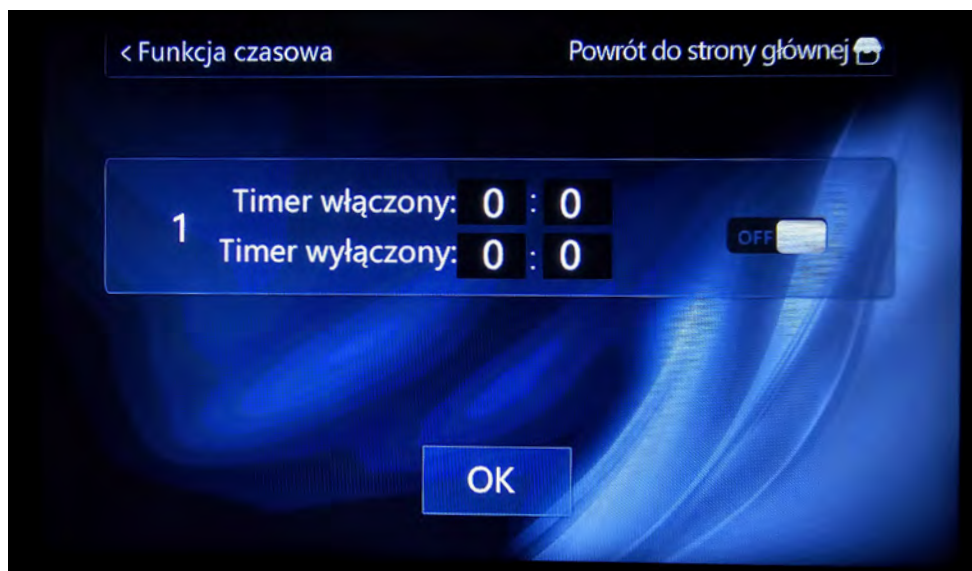 < Funkcja czasowa
Powrót do strony głównej
1
Timer włączony: 0 : 0
Timer wyłączony: 0 : 0
OFF
OK